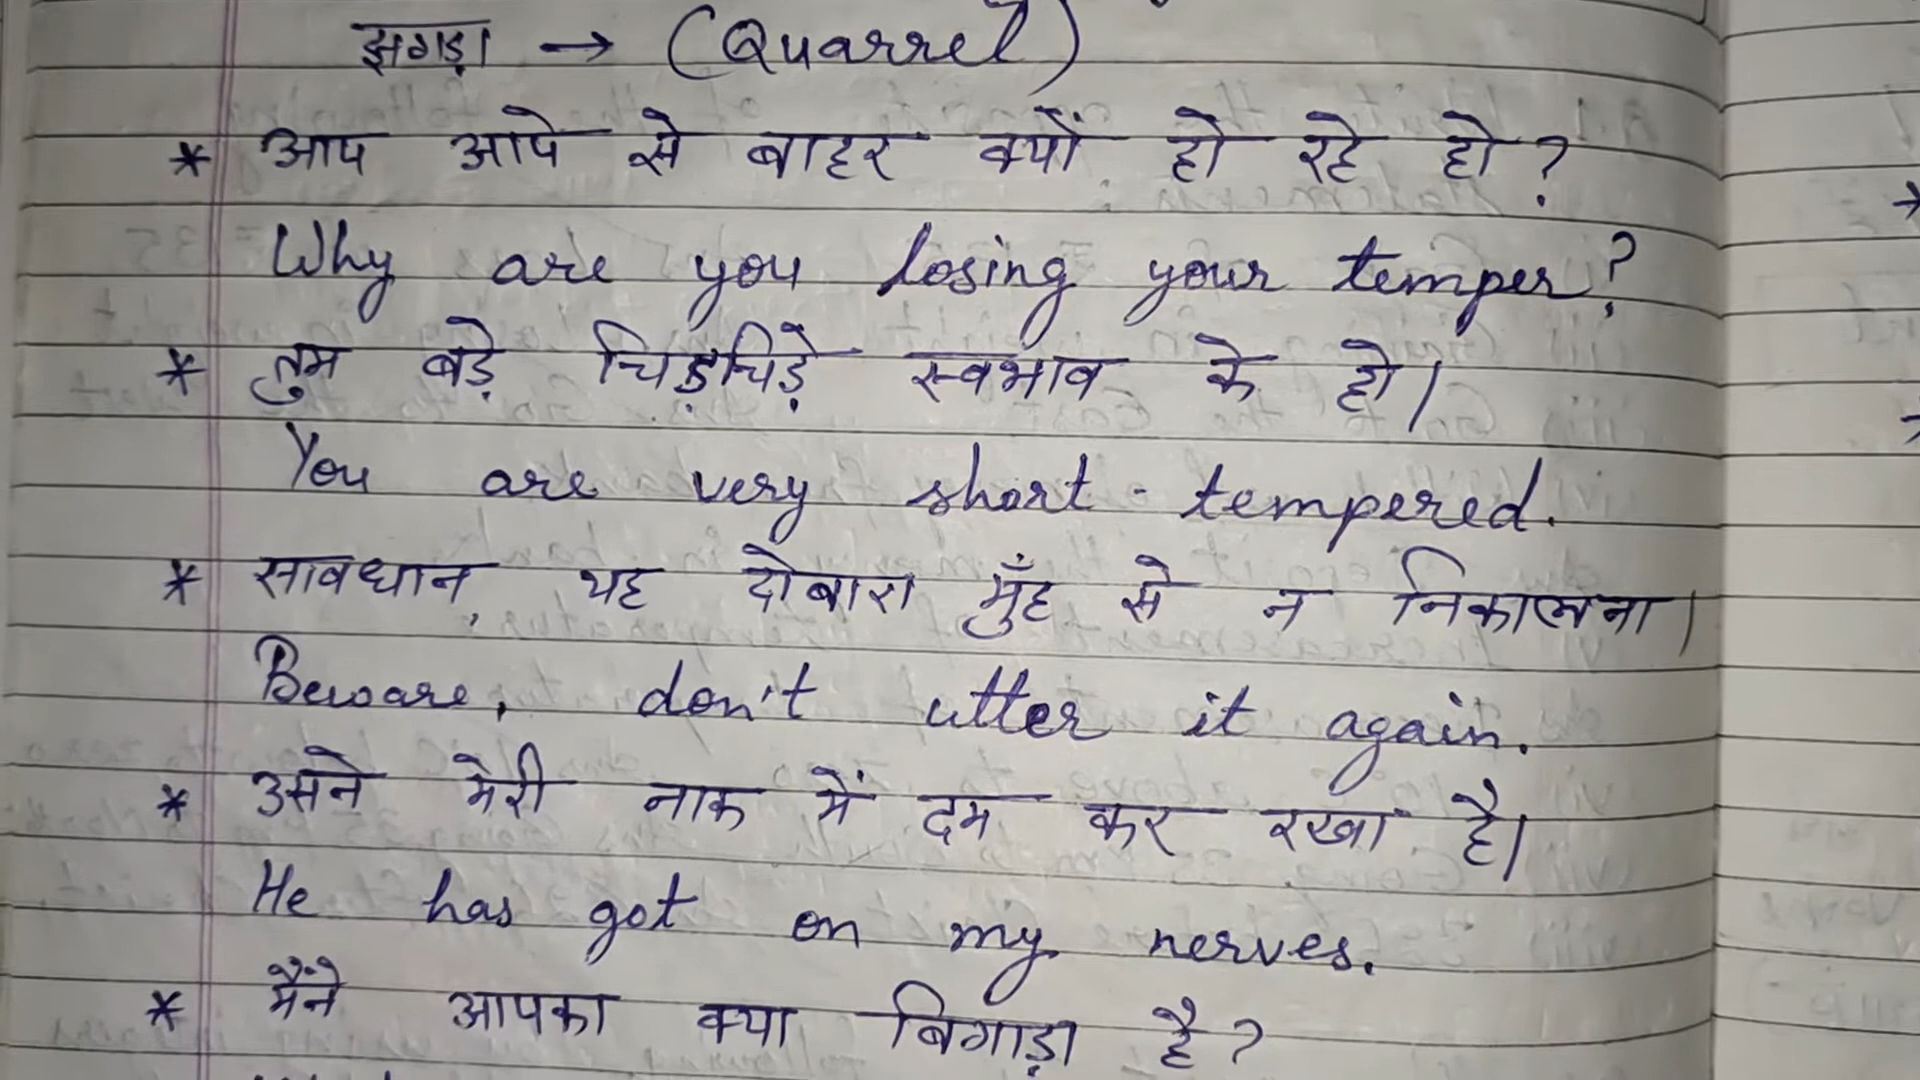 झगड़ा → (Quarrel)
* आप आपे से बाहर क्यों हो रहे हो?
Why are you losing your temper?
* तुम बड़े चिड़चिड़े स्वभाव के हो।
You are very short-tempered.
* सावधान, यह दोबारा मुँह से न निकालना।
Beware, don't utter it again.
* उसने मेरी नाक में दम कर रखा है।
He has got on my nerves.
* मैंने आपका क्या बिगाड़ा है?